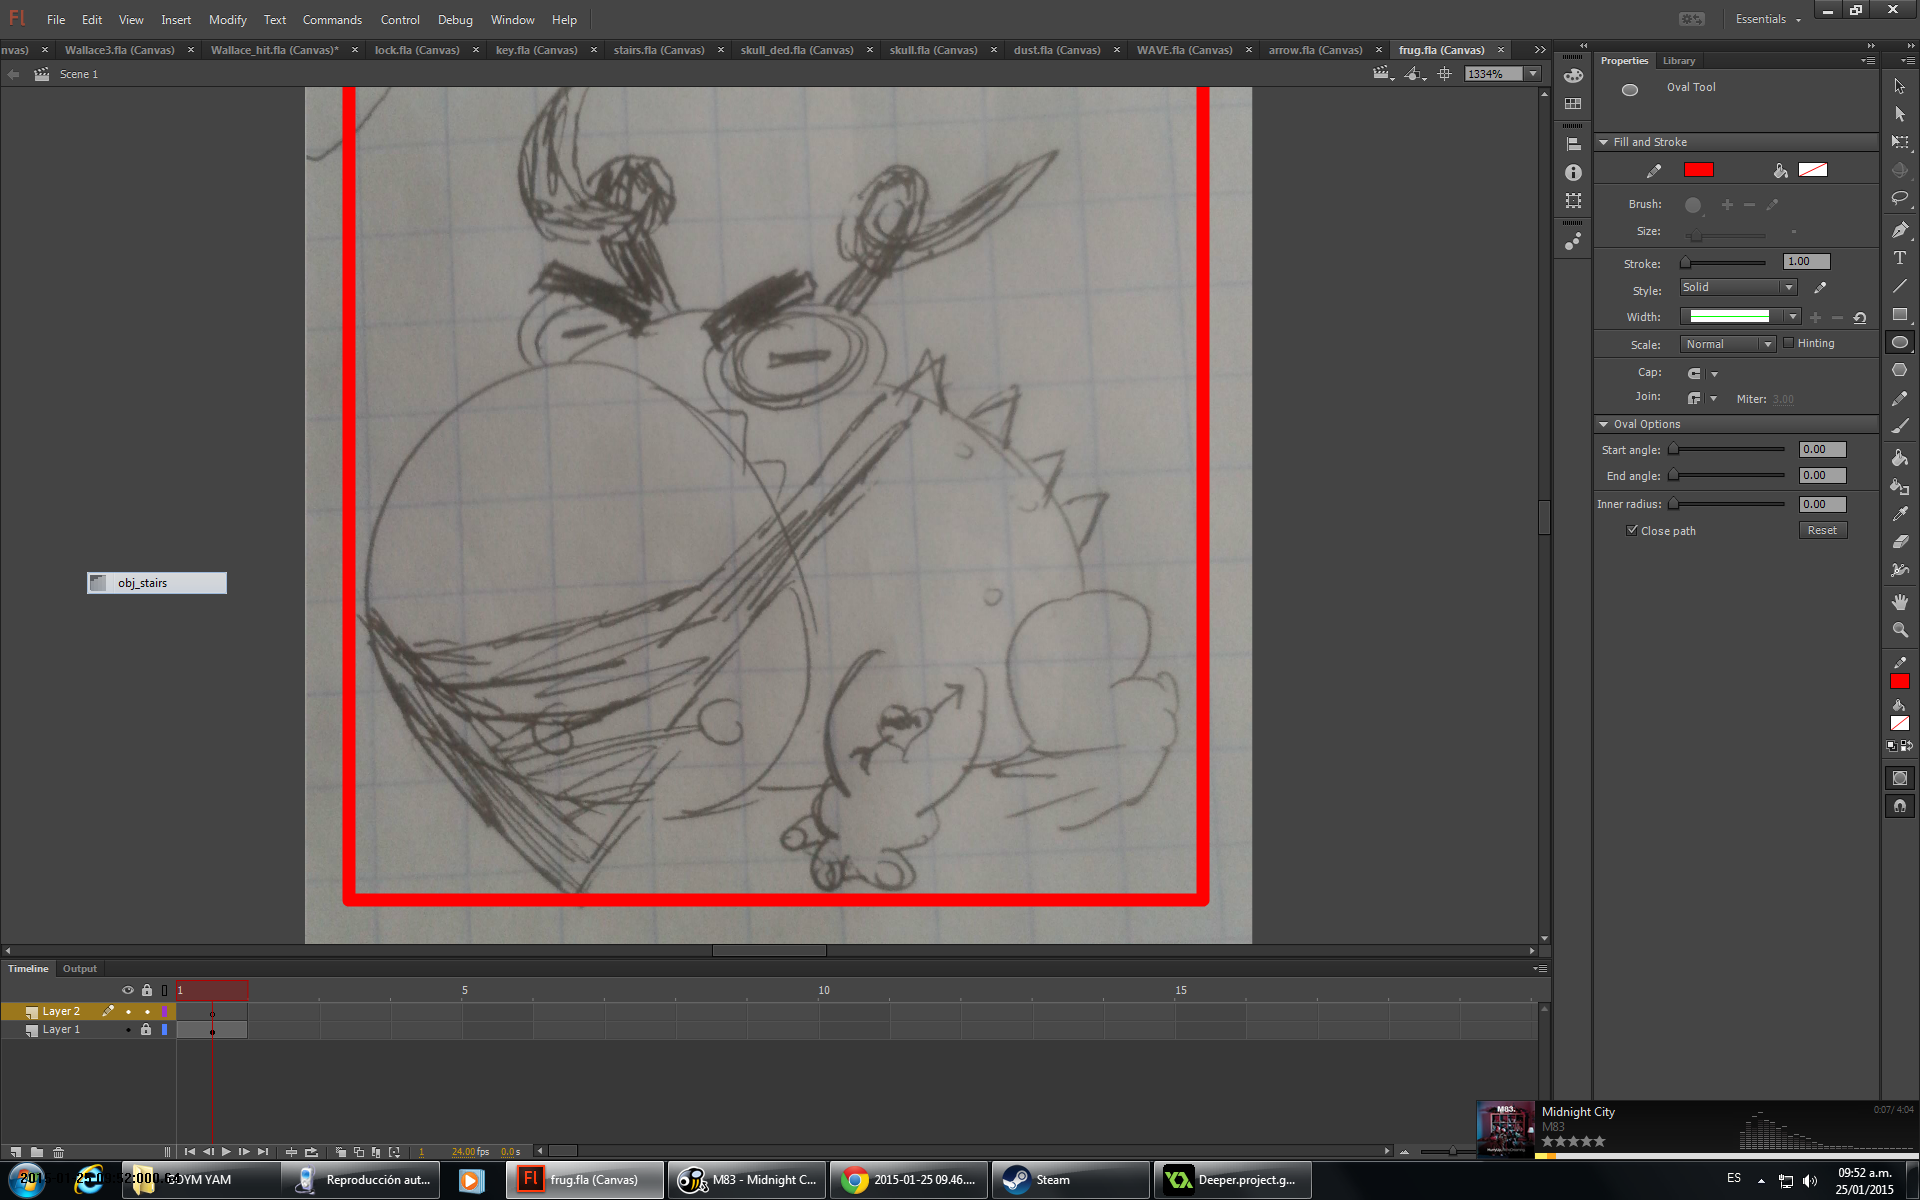 Fl File Edit View Insert Modify Text Commands Control Debug Window Help Essentials
nvas) Wallace3.fla (Canvas) Wallace_hit.fla (Canvas)* lock.fla (Canvas) key.fla (Canvas) stairs.fla (Canvas) skull_ded.fla (Canvas) skull.fla (Canvas) dust.fla (Canvas) WAVE.fla (Canvas) arrow.fla (Canvas) frug.fla (Canvas)
Scene 1 1334%
Properties Library
Oval Tool
Fill and Stroke
Brush:
Size:
Stroke: 1.00
Style: Solid
Width:
Scale: Normal Hinting
Cap:
Join: Miter: 3.00
Oval Options
Start angle: 0.00
End angle: 0.00
Inner radius: 0.00
Close path Reset
obj_stairs
Timeline Output
1 5 10 15
Layer 2
Layer 1
1 24.00 fps 0.0 s
M83.
Midnight City 0:07/ 4:04
M83
2015-01-25 09:52:000.64
GDYM YAM Reproducción aut... Fl frug.fla (Canvas) M83 - Midnight C... 2015-01-25 09.46.... Steam Deeper.project.g... ES 09:52 a.m.
25/01/2015